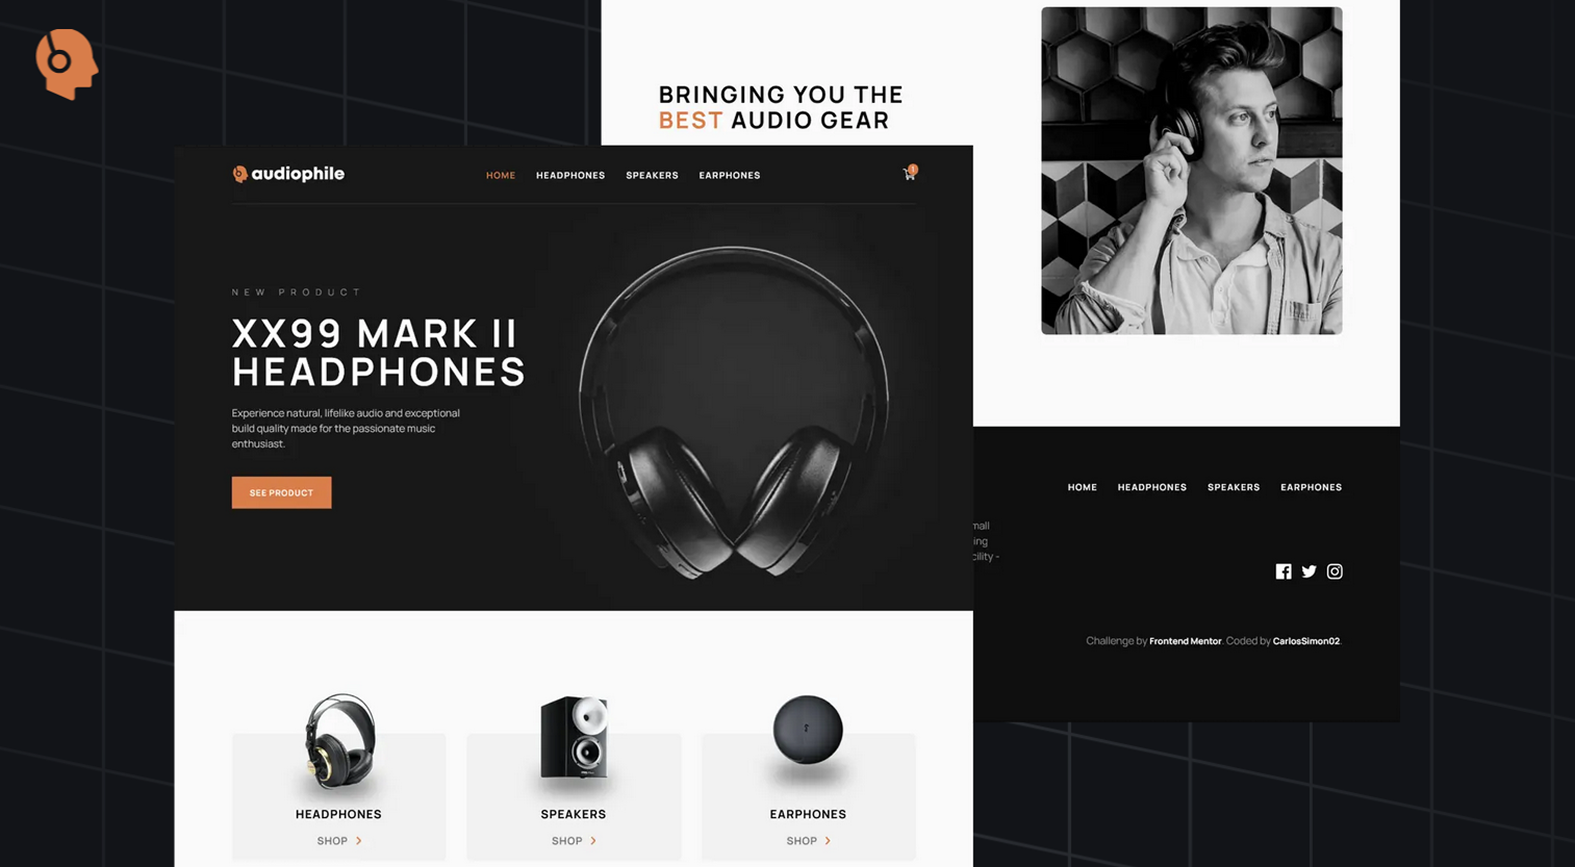 BRINGING YOU THE
BEST AUDIO GEAR
audiophile
HOME HEADPHONES SPEAKERS EARPHONES
1
NEW PRODUCT
XX99 MARK II
HEADPHONES
Experience natural, lifelike audio and exceptional
build quality made for the passionate music
enthusiast.
SEE PRODUCT
HEADPHONES
SHOP
SPEAKERS
SHOP
EARPHONES
SHOP
HOME HEADPHONES SPEAKERS EARPHONES
mall
ing
cility -
Challenge by Frontend Mentor. Coded by CarlosSimon02.